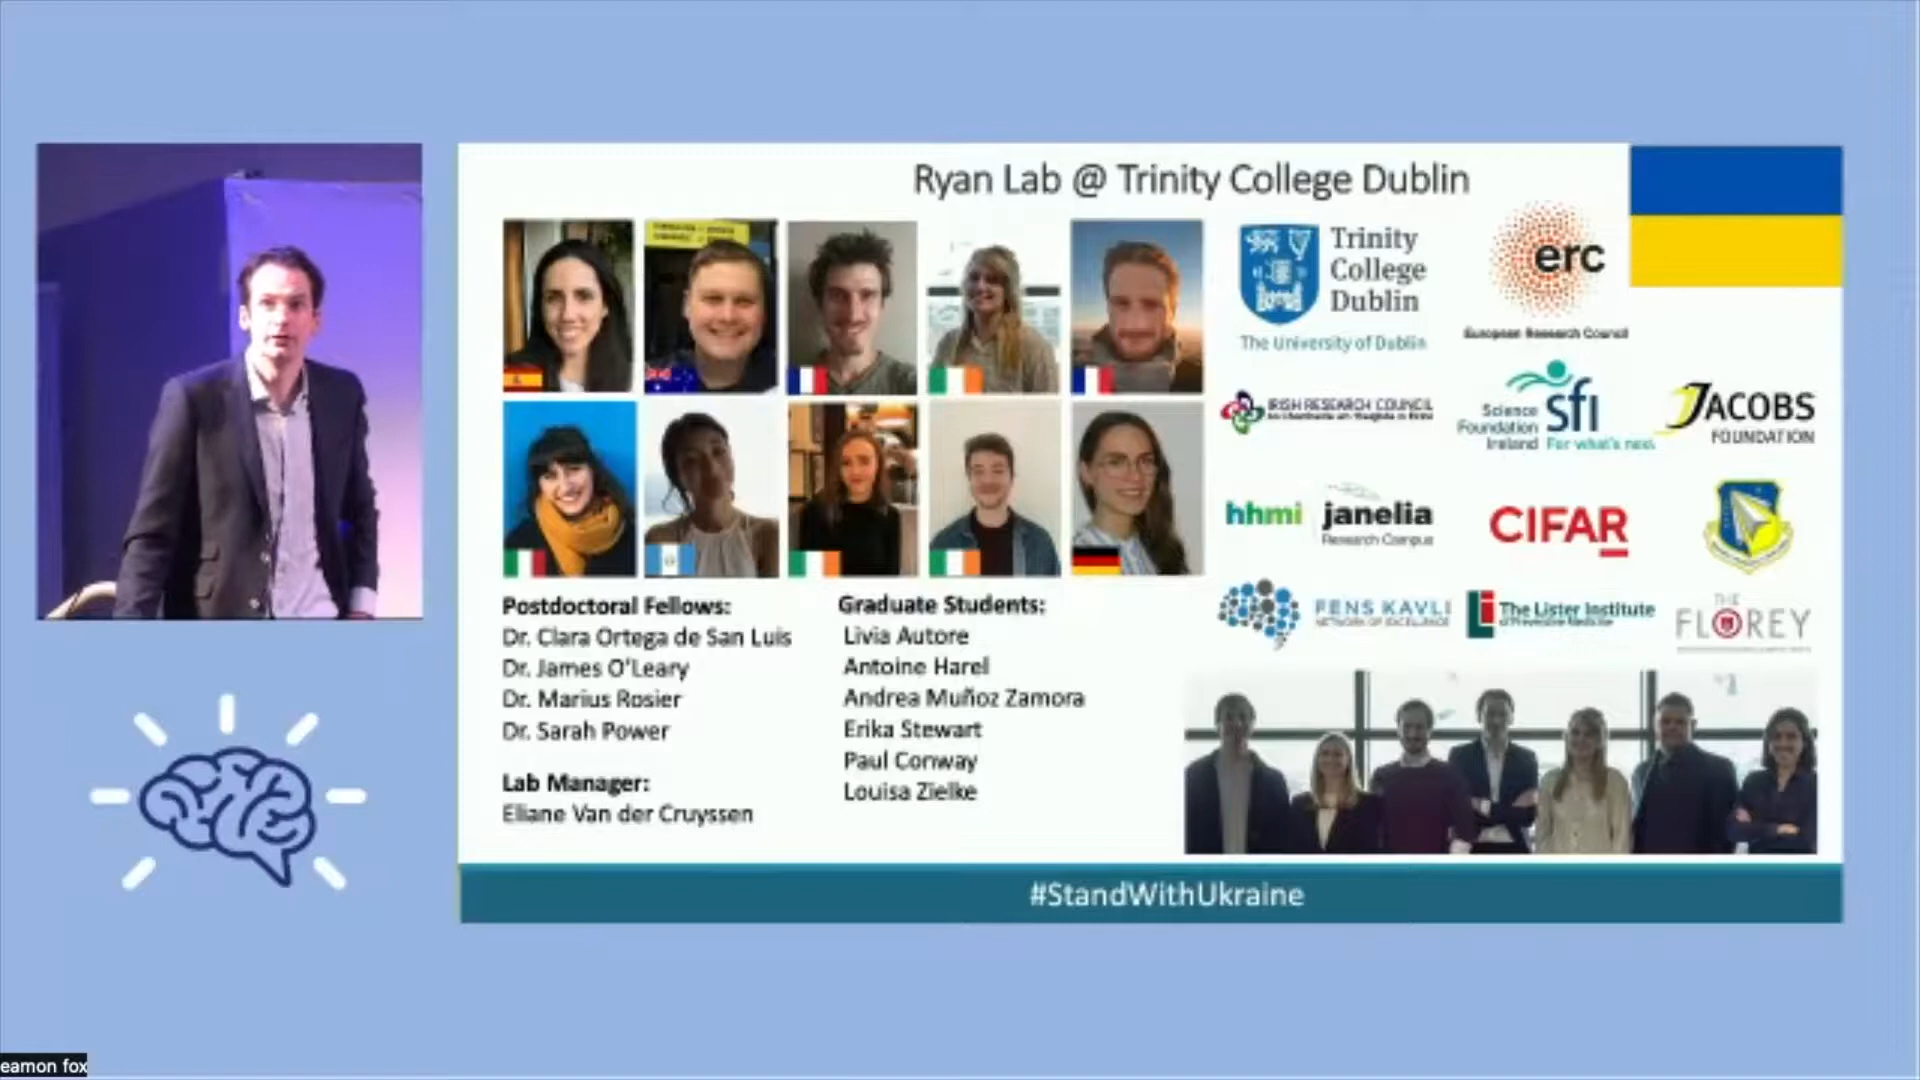 Ryan Lab @ Trinity College Dublin
Trinity
College
Dublin
The University of Dublin
erc
European Research Council
IRISH RESEARCH COUNCIL
Science
Foundation
Ireland
sfi
For what's next
JACOBS
FOUNDATION
hhmi janelia
Research Campus
CIFAR
FENS KAVLI
NETWORK OF EXCELLENCE
The Lister Institute
of Preventive Medicine
THE
FLOREY
Postdoctoral Fellows:
Dr. Clara Ortega de San Luis
Dr. James O'Leary
Dr. Marius Rosier
Dr. Sarah Power
Lab Manager:
Eliane Van der Cruyssen
Graduate Students:
Livia Autore
Antoine Harel
Andrea Muñoz Zamora
Erika Stewart
Paul Conway
Louisa Zielke
#StandWithUkraine
eamon fox